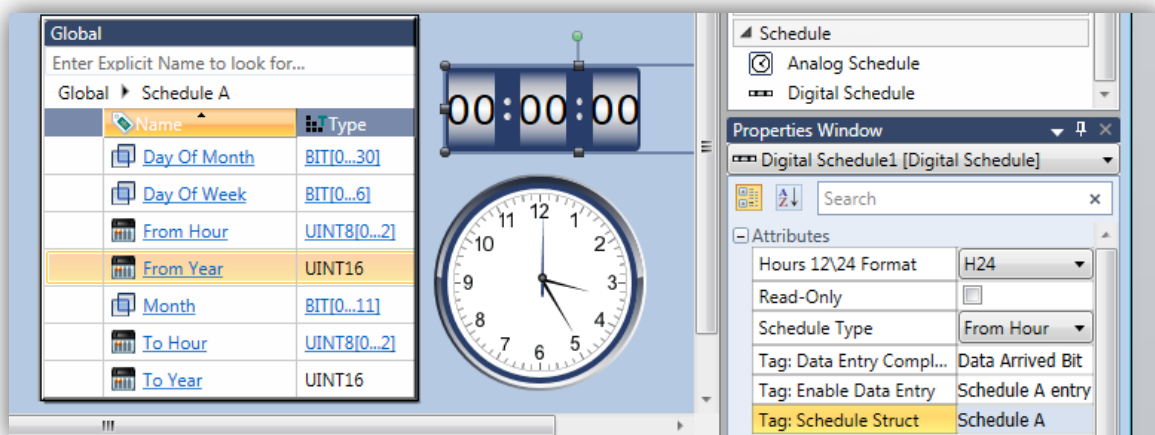 Global
Enter Explicit Name to look for...
Global Schedule A
Name Type
Day Of Month BIT[0...30]
Day Of Week BIT[0...6]
From Hour UINT8[0...2]
From Year UINT16
Month BIT[0...11]
To Hour UINT8[0...2]
To Year UINT16
00:00:00
12
1
2
3
4
5
6
7
8
9
10
11
Schedule
Analog Schedule
Digital Schedule
Properties Window
Digital Schedule1 [Digital Schedule]
Search
Attributes
Hours 12\24 Format H24
Read-Only
Schedule Type From Hour
Tag: Data Entry Compl... Data Arrived Bit
Tag: Enable Data Entry Schedule A entry
Tag: Schedule Struct Schedule A